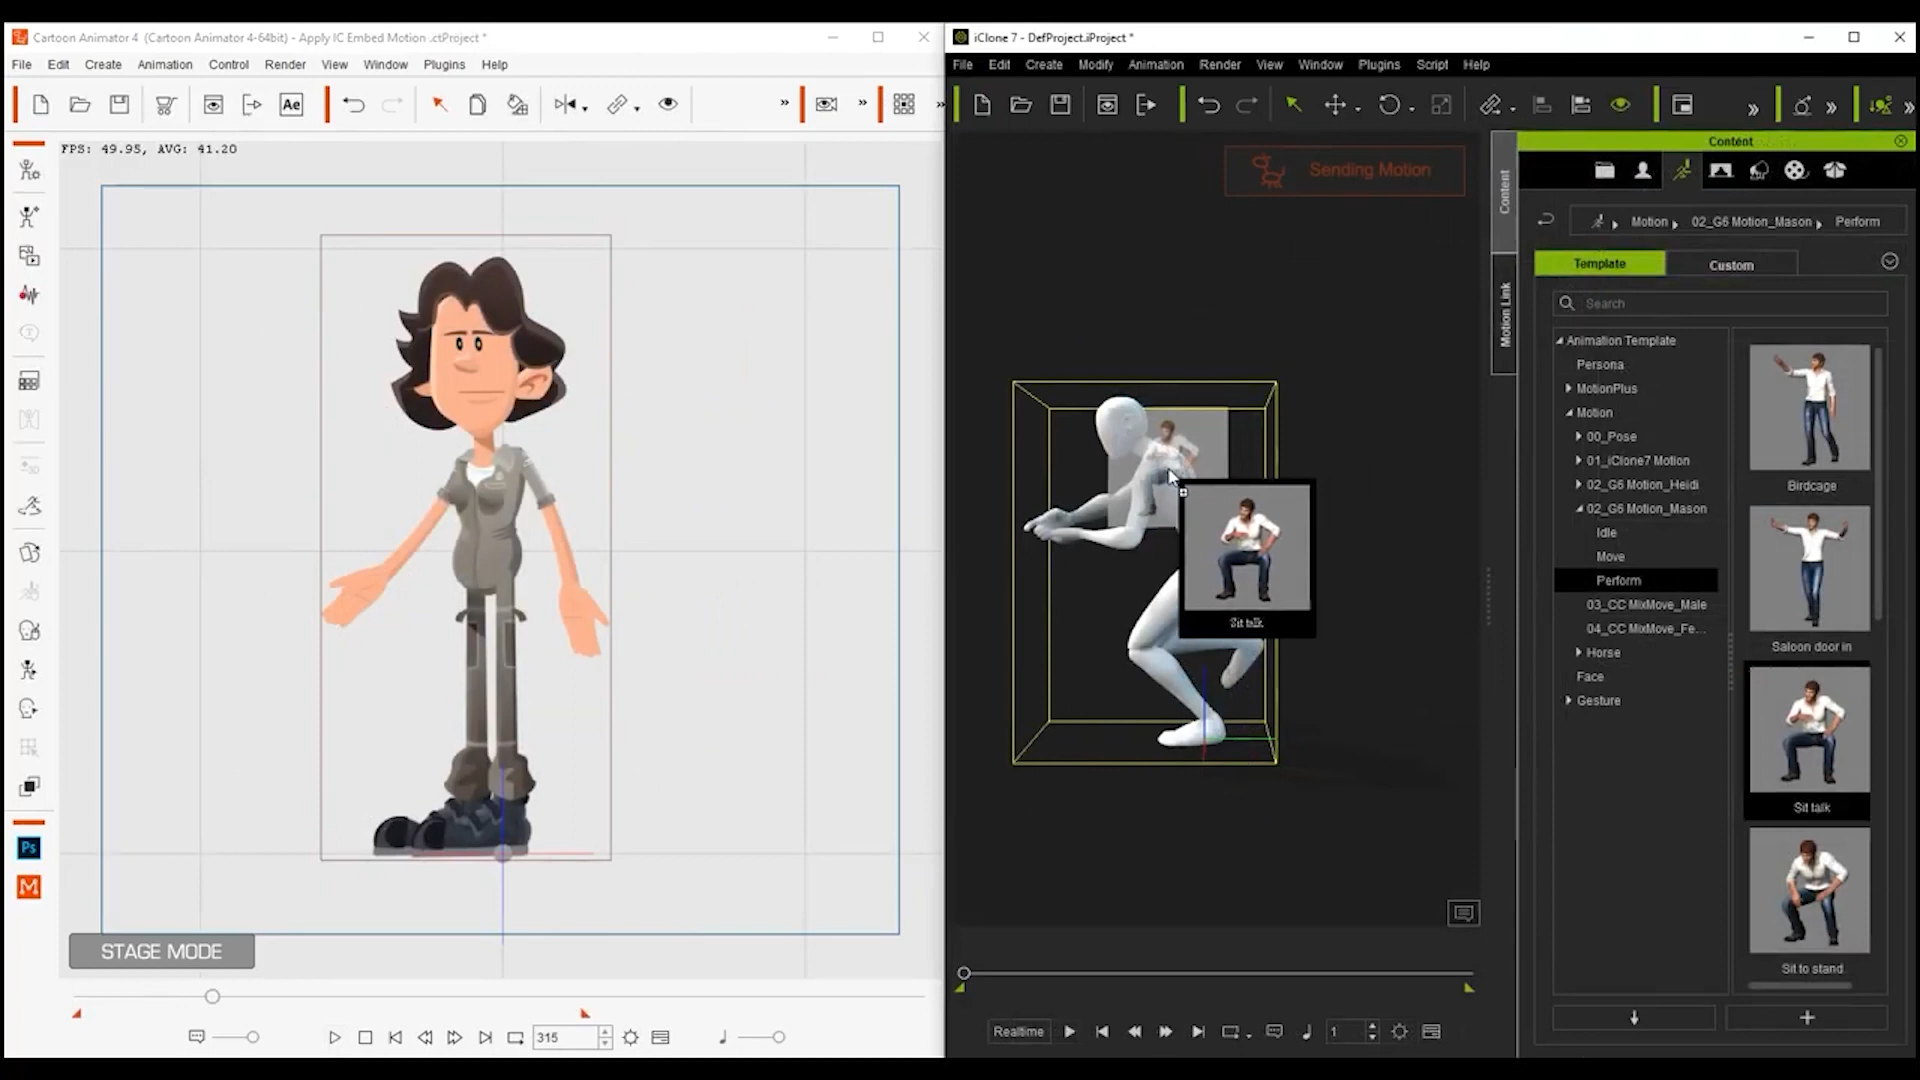 Cartoon Animator 4 (Cartoon Animator 4-64bit) - Apply IC Embed Motion .ctProject *
File Edit Create Animation Control Render View Window Plugins Help
Ae
FPS: 49.95, AVG: 41.20
3D
Ps
M
STAGE MODE
315
iClone 7 - DefProject.iProject *
File Edit Create Modify Animation Render View Window Plugins Script Help
Sending Motion
Sit talk
Realtime
1
Content
Motion Link
Content
Motion 02_G6 Motion_Mason Perform
Template Custom
Search
Animation Template
Persona
MotionPlus
Motion
00_Pose
01_iClone7 Motion
02_G6 Motion_Heidi
02_G6 Motion_Mason
Idle
Move
Perform
03_CC MixMove_Male
04_CC MixMove_Fe...
Horse
Face
Gesture
Birdcage
Saloon door in
Sit talk
Sit to stand